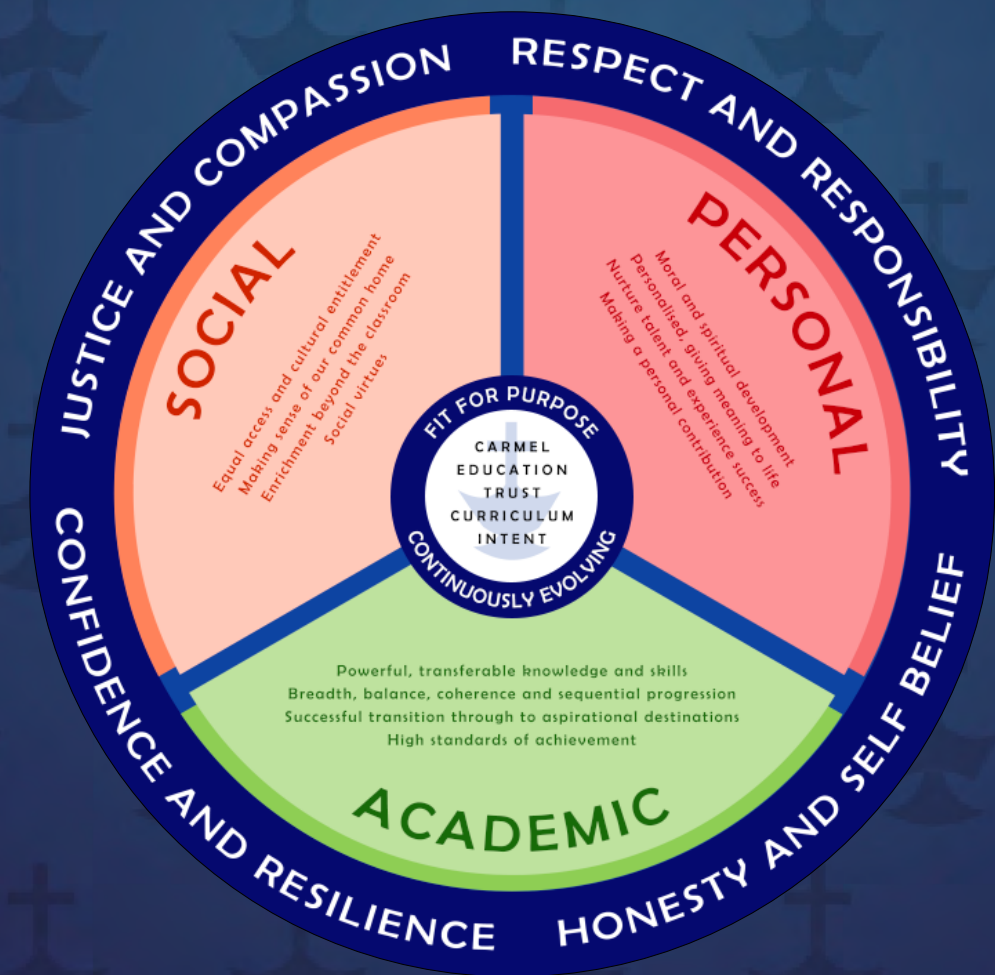 JUSTICE AND COMPASSION
RESPECT AND RESPONSIBILITY
SOCIAL
Equal access and cultural entitlement
Making sense of our common home
Enrichment beyond the classroom
Social virtues
PERSONAL
Moral and spiritual development
Personalised, giving meaning to life
Nurture talent and experience success
Making a personal contribution
FIT FOR PURPOSE
CARMEL
EDUCATION
TRUST
CURRICULUM
INTENT
CONTINUOUSLY EVOLVING
Powerful, transferable knowledge and skills
Breadth, balance, coherence and sequential progression
Successful transition through to aspirational destinations
High standards of achievement
ACADEMIC
CONFIDENCE AND RESILIENCE
HONESTY AND SELF BELIEF